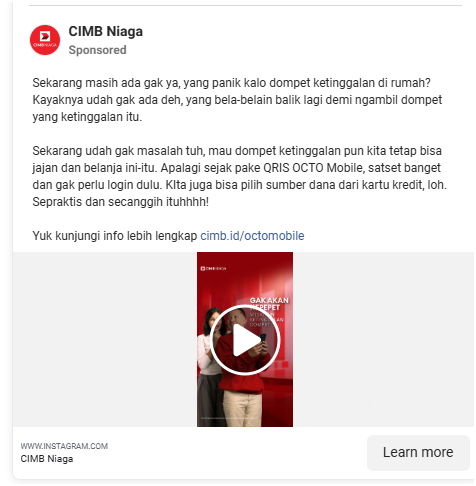 CIMB Niaga
Sponsored
Sekarang masih ada gak ya, yang panik kalo dompet ketinggalan di rumah?
Kayaknya udah gak ada deh, yang bela-belain balik lagi demi ngambil dompet
yang ketinggalan itu.
Sekarang udah gak masalah tuh, mau dompet ketinggalan pun kita tetap bisa
jajan dan belanja ini-itu. Apalagi sejak pake QRIS OCTO Mobile, satset banget
dan gak perlu login dulu. KIta juga bisa pilih sumber dana dari kartu kredit, loh.
Sepraktis dan secanggih ituhhhh!
Yuk kunjungi info lebih lengkap cimb.id/octomobile
CIMB NIAGA
GAK AKAN
KETINGGALAN
DOMPET
WWW.INSTAGRAM.COM
CIMB Niaga
Learn more